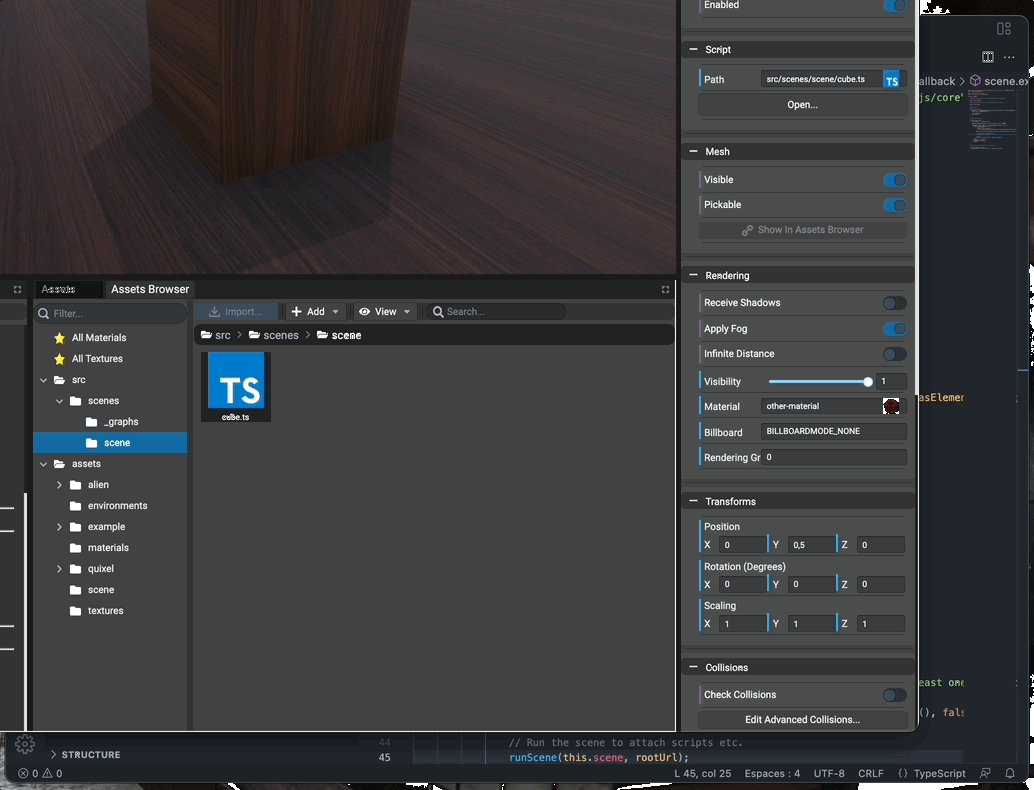 Enabled
Script
Path src/scenes/scene/cube.ts TS
Open...
Mesh
Visible
Pickable
Show In Assets Browser
Rendering
Receive Shadows
Apply Fog
Infinite Distance
Visibility 1
Material other-material
Billboard BILLBOARDMODE_NONE
Rendering Gr 0
Transforms
Position
X 0 Y 0,5 Z 0
Rotation (Degrees)
X 0 Y 0 Z 0
Scaling
X 1 Y 1 Z 1
Collisions
Check Collisions
Edit Advanced Collisions...
Assets Assets Browser
Filter...
Import... Add View Search...
src scenes scene
All Materials
All Textures
src
scenes
_graphs
scene
assets
alien
environments
example
materials
quixel
scene
textures
TS
cube.ts
allback > scene.ex
js/core"
asElemen
;
east one
(), fals
STRUCTURE
44 // Run the scene to attach scripts etc.
45 runScene(this.scene, rootUrl);
0 0 L 45, col 25 Espaces : 4 UTF-8 CRLF {} TypeScript